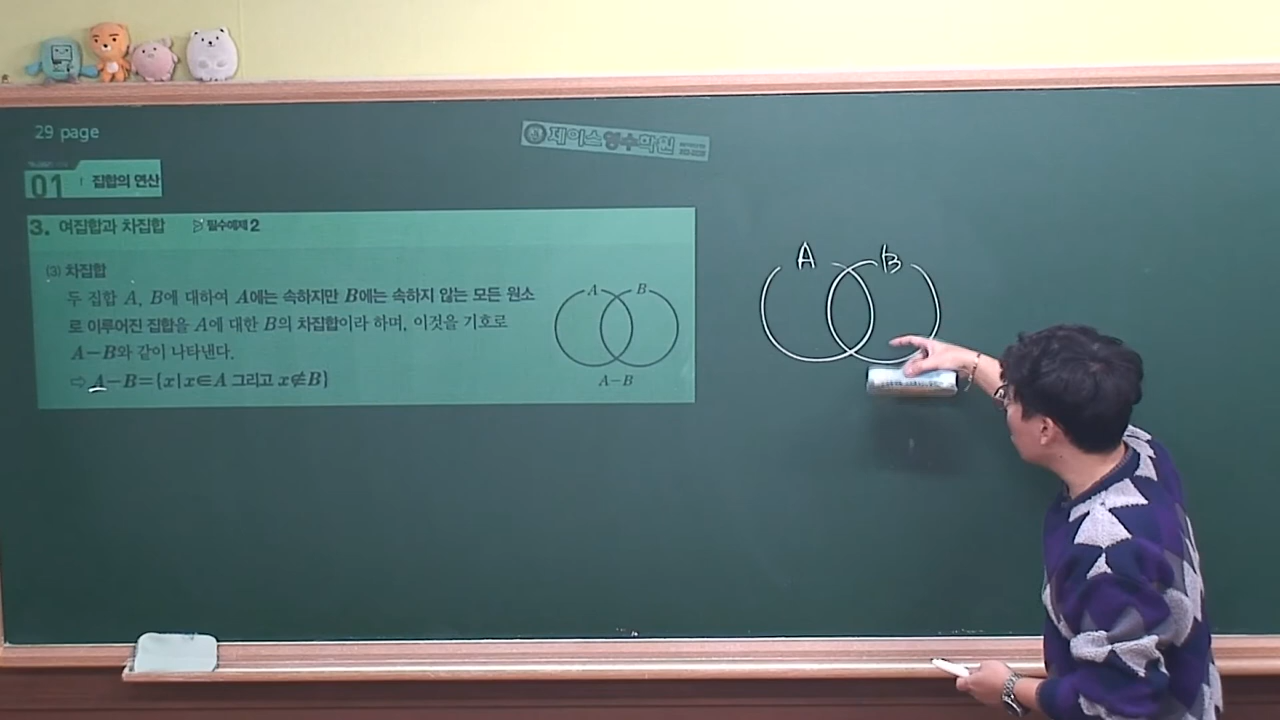 29 page
제이스 영수학원
01
집합의 연산
3. 여집합과 차집합
필수예제 2
(3) 차집합
두 집합 A, B에 대하여 A에는 속하지만 B에는 속하지 않는 모든 원소
로 이루어진 집합을 A에 대한 B의 차집합이라 하며, 이것을 기호로
A-B와 같이 나타낸다.
⇨ A-B={x|x∈A 그리고 x∉B}
A B
A-B
A B